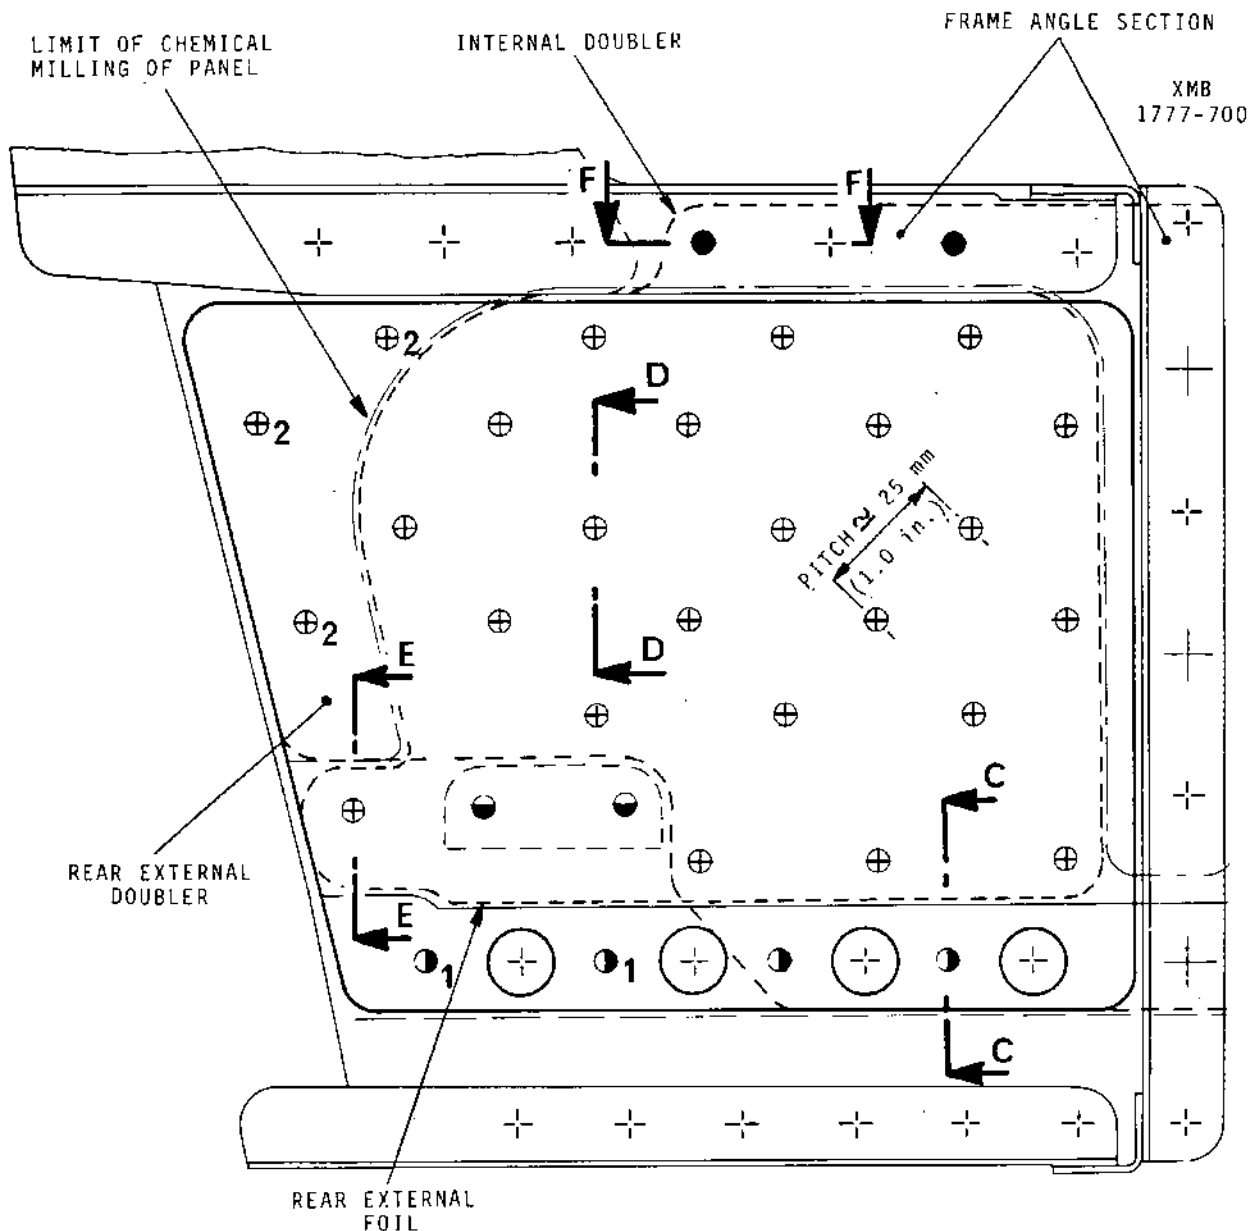 FRAME ANGLE SECTION
LIMIT OF CHEMICAL
MILLING OF PANEL
INTERNAL DOUBLER
XMB
1777-700
F
F
2
D
2
PITCH ≃ 25 mm
(1.0 in.)
2
E
D
C
REAR EXTERNAL
DOUBLER
E
1
1
C
REAR EXTERNAL
FOIL